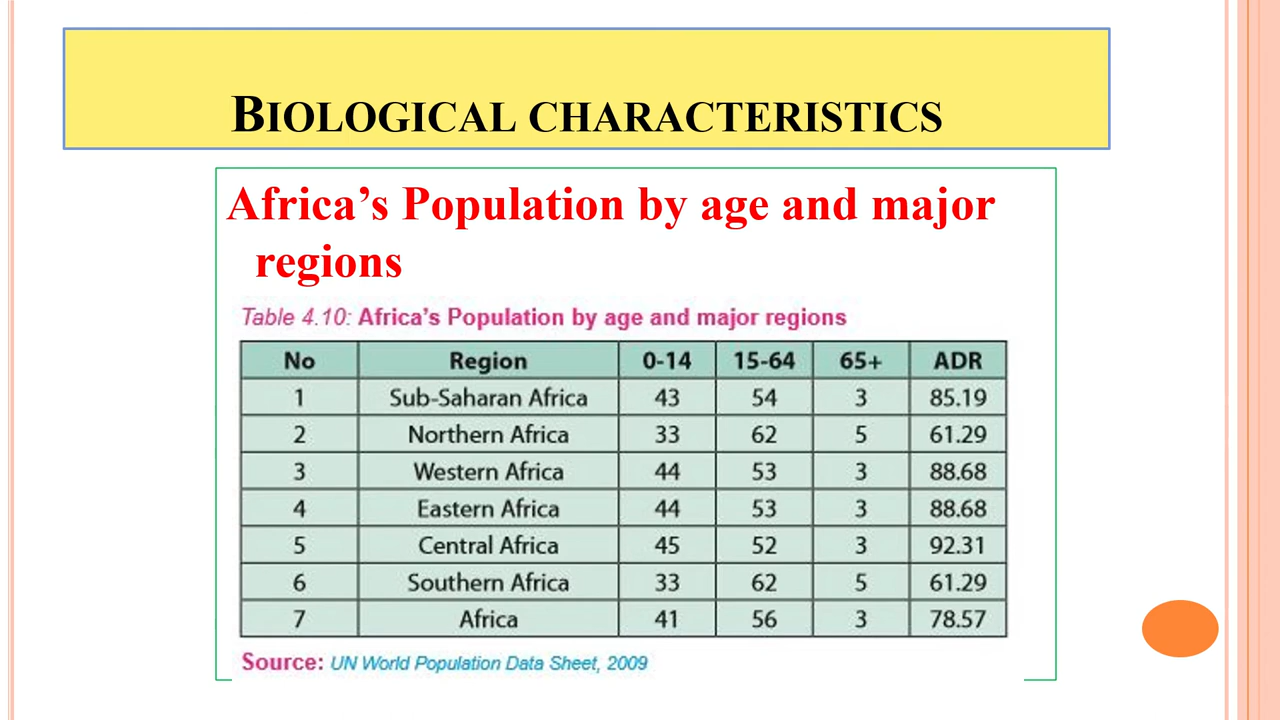 BIOLOGICAL CHARACTERISTICS
Africa’s Population by age and major
regions
Table 4.10: Africa’s Population by age and major regions
No Region 0-14 15-64 65+ ADR
1 Sub-Saharan Africa 43 54 3 85.19
2 Northern Africa 33 62 5 61.29
3 Western Africa 44 53 3 88.68
4 Eastern Africa 44 53 3 88.68
5 Central Africa 45 52 3 92.31
6 Southern Africa 33 62 5 61.29
7 Africa 41 56 3 78.57
Source: UN World Population Data Sheet, 2009